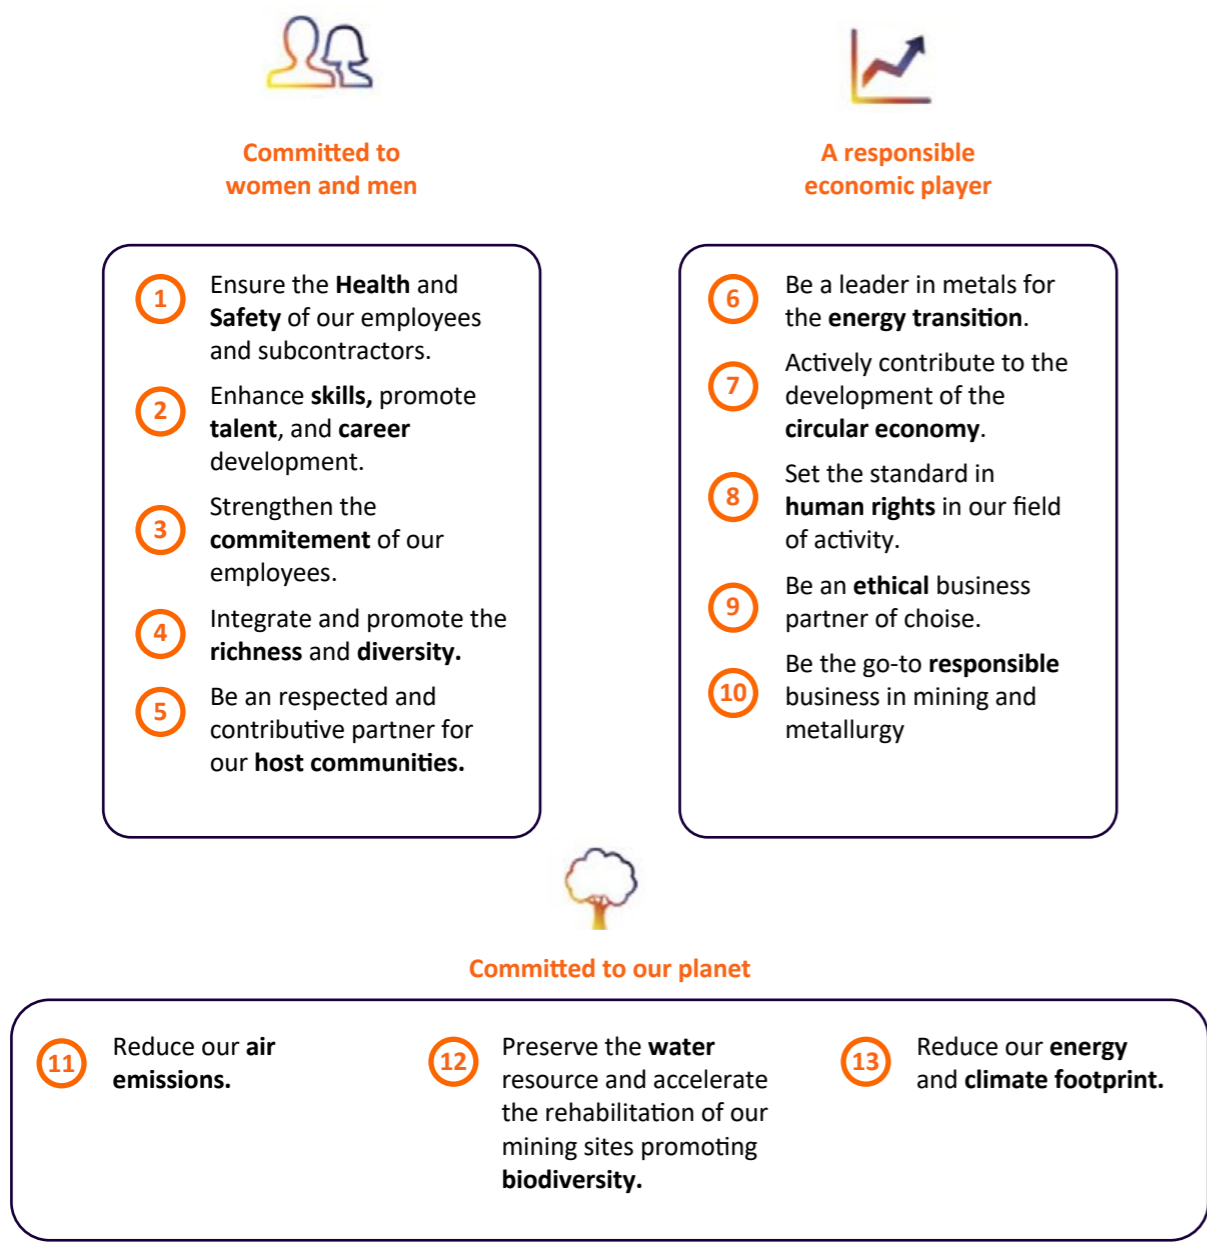 Committed to
women and men
1
Ensure the Health and
Safety of our employees
and subcontractors.
2
Enhance skills, promote
talent, and career
development.
3
Strengthen the
commitement of our
employees.
4
Integrate and promote the
richness and diversity.
5
Be an respected and
contributive partner for
our host communities.
A responsible
economic player
6
Be a leader in metals for
the energy transition.
7
Actively contribute to the
development of the
circular economy.
8
Set the standard in
human rights in our field
of activity.
9
Be an ethical business
partner of choise.
10
Be the go-to responsible
business in mining and
metallurgy
Committed to our planet
11
Reduce our air
emissions.
12
Preserve the water
resource and accelerate
the rehabilitation of our
mining sites promoting
biodiversity.
13
Reduce our energy
and climate footprint.